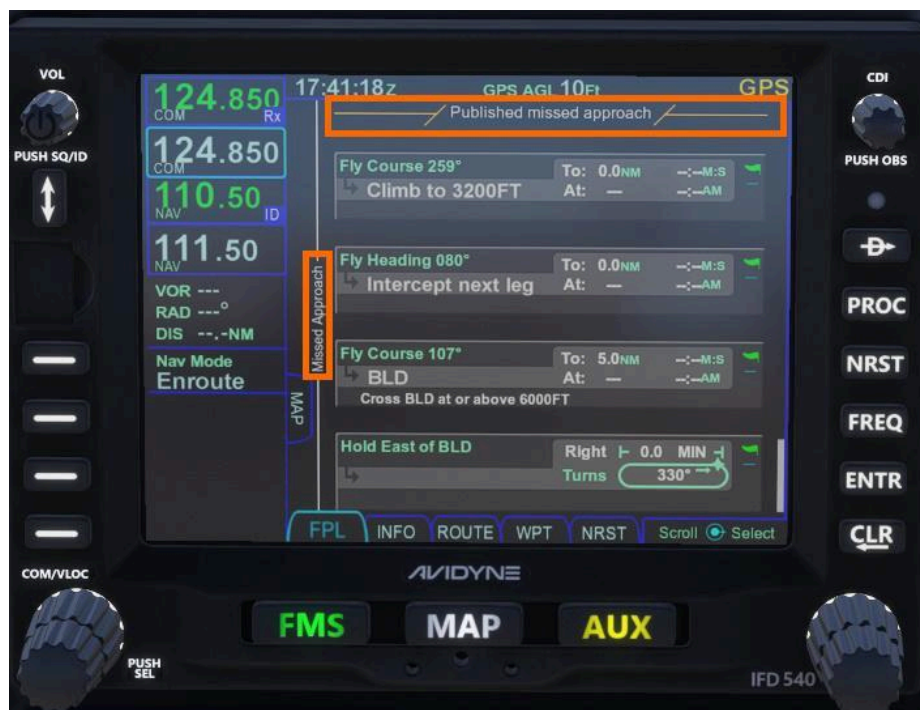 VOL
PUSH SQ/ID
124.850
COM Rx
124.850
COM
110.50
NAV ID
111.50
NAV
VOR ---
RAD ---°
DIS --.-NM
Nav Mode
Enroute
17:41:18z GPS AGL 10Ft GPS
Published missed approach
Missed Approach
MAP
Fly Course 259° To: 0.0NM --:--M:S
Climb to 3200FT At: — --:--AM
Fly Heading 080° To: 0.0NM --:--M:S
Intercept next leg At: — --:--AM
Fly Course 107° To: 5.0NM --:--M:S
BLD At: — --:--AM
Cross BLD at or above 6000FT
Hold East of BLD Right 0.0 MIN
Turns 330°
FPL INFO ROUTE WPT NRST Scroll Select
CDI
PUSH OBS
D
PROC
NRST
FREQ
ENTR
CLR
COM/VLOC
PUSH
SEL
AVIDYNE
FMS MAP AUX
IFD 540